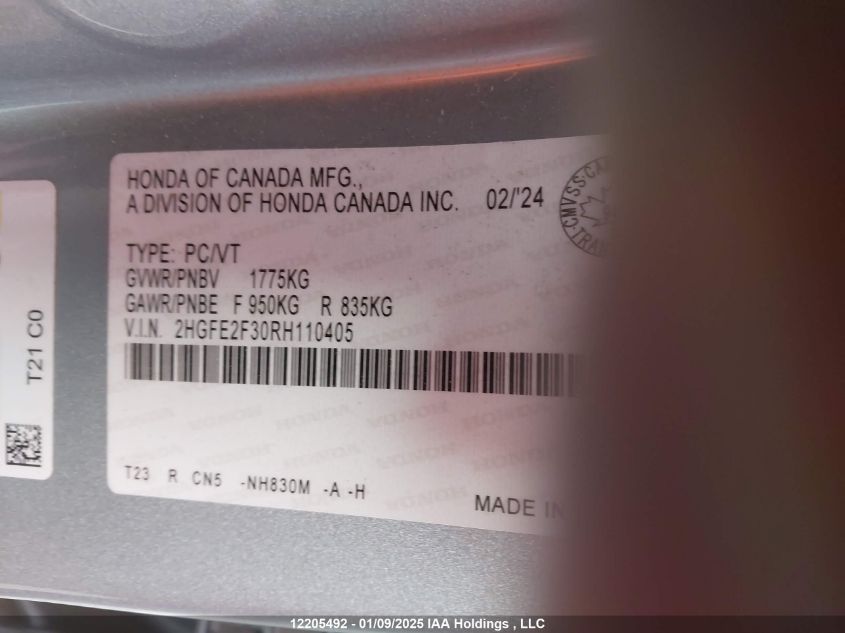 HONDA OF CANADA MFG.,
A DIVISION OF HONDA CANADA INC. 02/'24
TYPE: PC/VT
GVWR/PNBV 1775KG
GAWR/PNBE F 950KG R 835KG
V.I.N. 2HGFE2F30RH110405
T23 R CN5 -NH830M -A -H
MADE IN
T21 C0
CMVSS
12205492 - 01/09/2025 IAA Holdings , LLC